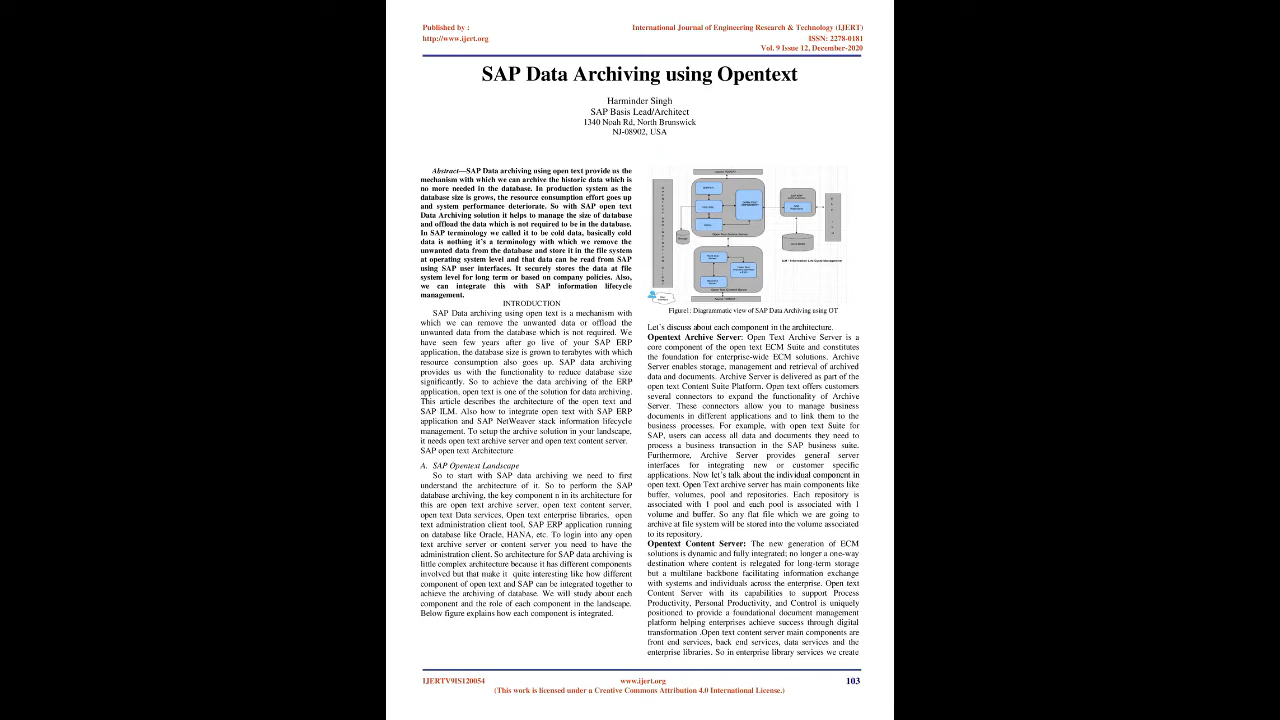 Published by :
http://www.ijert.org
International Journal of Engineering Research & Technology (IJERT)
ISSN: 2278-0181
Vol. 9 Issue 12, December-2020
SAP Data Archiving using Opentext
Harminder Singh
SAP Basis Lead/Architect
1340 Noah Rd, North Brunswick
NJ-08902, USA
Abstract—SAP Data archiving using open text provide us the
mechanism with which we can archive the historic data which is
no more needed in the database. In production system as the
database size is grows, the resource consumption effort goes up
and system performance deteriorate. So with SAP open text
Data Archiving solution it helps to manage the size of database
and offload the data which is not required to be in the database.
In SAP terminology we called it to be cold data, basically cold
data is nothing it's a terminology with which we remove the
unwanted data from the database and store it in the file system
at operating system level and that data can be read from SAP
using SAP user interfaces. It securely stores the data at file
system level for long term or based on company policies. Also,
we can integrate this with SAP information lifecycle
management.
INTRODUCTION
SAP Data archiving using open text is a mechanism with
which we can remove the unwanted data or offload the
unwanted data from the database which is not required. We
have seen few years after go live of your SAP ERP
application, the database size is grown to terabytes with which
resource consumption also goes up. SAP data archiving
provides us with the functionality to reduce database size
significantly. So to achieve the data archiving of the ERP
application, open text is one of the solution for data archiving.
This article describes the architecture of the open text and
SAP ILM. Also how to integrate open text with SAP ERP
application and SAP NetWeaver stack information lifecycle
management. To setup the archive solution in your landscape,
it needs open text archive server and open text content server.
SAP open text Architecture
A. SAP Opentext Landscape
So to start with SAP data archiving we need to first
understand the architecture of it. So to perform the SAP
database archiving, the key component n in its architecture for
this are open text archive server, open text content server,
open text Data services, Open text enterprise libraries, open
text administration client tool, SAP ERP application running
on database like Oracle, HANA, etc. To login into any open
text archive server or content server you need to have the
administration client. So architecture for SAP data archiving is
little complex architecture because it has different components
involved but that make it quite interesting like how different
component of open text and SAP can be integrated together to
achieve the archiving of database. We will study about each
component and the role of each component in the landscape.
Below figure explains how each component is integrated.
Open Text Archive Server
Storage
Open Text Content Server
ILM - Information Life Cycle Management
Figure1: Diagrammatic view of SAP Data Archiving using OT
Let's discuss about each component in the architecture.
Opentext Archive Server: Open Text Archive Server is a
core component of the open text ECM Suite and constitutes
the foundation for enterprise-wide ECM solutions. Archive
Server enables storage, management and retrieval of archived
data and documents. Archive Server is delivered as part of the
open text Content Suite Platform. Open text offers customers
several connectors to expand the functionality of Archive
Server. These connectors allow you to manage business
documents in different applications and to link them to the
business processes. For example, with open text Suite for
SAP, users can access all data and documents they need to
process a business transaction in the SAP business suite.
Furthermore, Archive Server provides general server
interfaces for integrating new or customer specific
applications. Now let's talk about the individual component in
open text. Open Text archive server has main components like
buffer, volumes, pool and repositories. Each repository is
associated with 1 pool and each pool is associated with 1
volume and buffer. So any flat file which we are going to
archive at file system will be stored into the volume associated
to its repository.
Opentext Content Server: The new generation of ECM
solutions is dynamic and fully integrated; no longer a one-way
destination where content is relegated for long-term storage
but a multilane backbone facilitating information exchange
with systems and individuals across the enterprise. Open text
Content Server with its capabilities to support Process
Productivity, Personal Productivity, and Control is uniquely
positioned to provide a foundational document management
platform helping enterprises achieve success through digital
transformation .Open text content server main components are
front end services, back end services, data services and the
enterprise libraries. So in enterprise library services we create
IJERTV9IS120054
www.ijert.org
103
(This work is licensed under a Creative Commons Attribution 4.0 International License.)